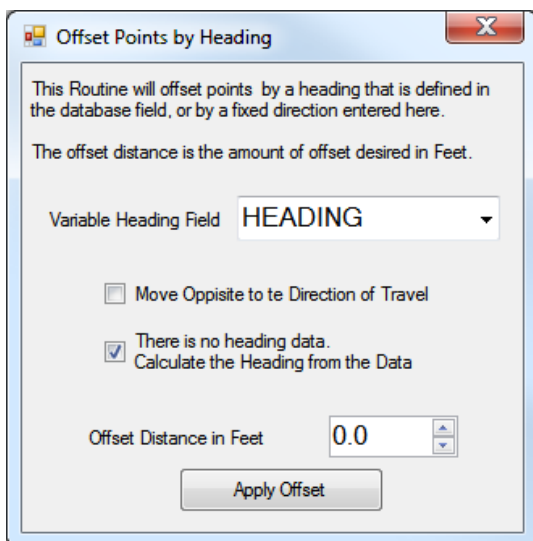 Offset Points by Heading
This Routine will offset points by a heading that is defined in
the database field, or by a fixed direction entered here.
The offset distance is the amount of offset desired in Feet.
Variable Heading Field HEADING
Move Oppisite to te Direction of Travel
There is no heading data.
Calculate the Heading from the Data
Offset Distance in Feet 0.0
Apply Offset